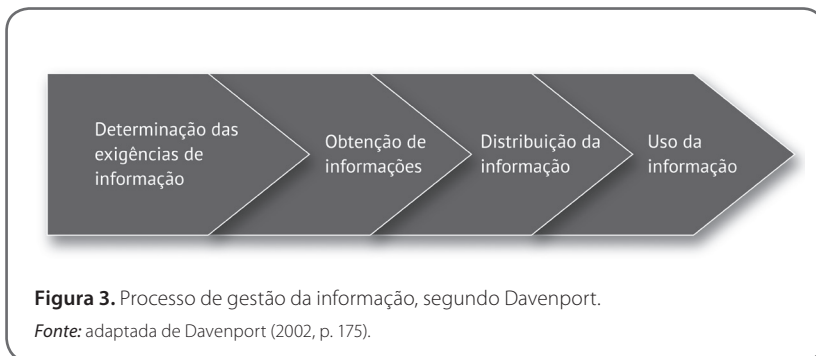 Determinação das
exigências de
informação
Obtenção de
informações
Distribuição da
informação
Uso da
informação
Figura 3. Processo de gestão da informação, segundo Davenport.
Fonte: adaptada de Davenport (2002, p. 175).